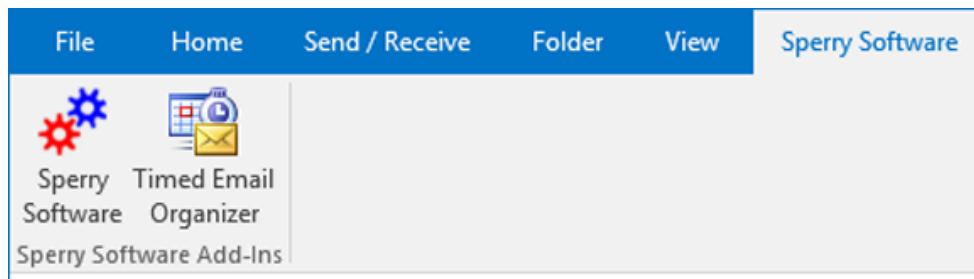 File Home Send / Receive Folder View Sperry Software
Sperry Timed Email
Software Organizer
Sperry Software Add-Ins